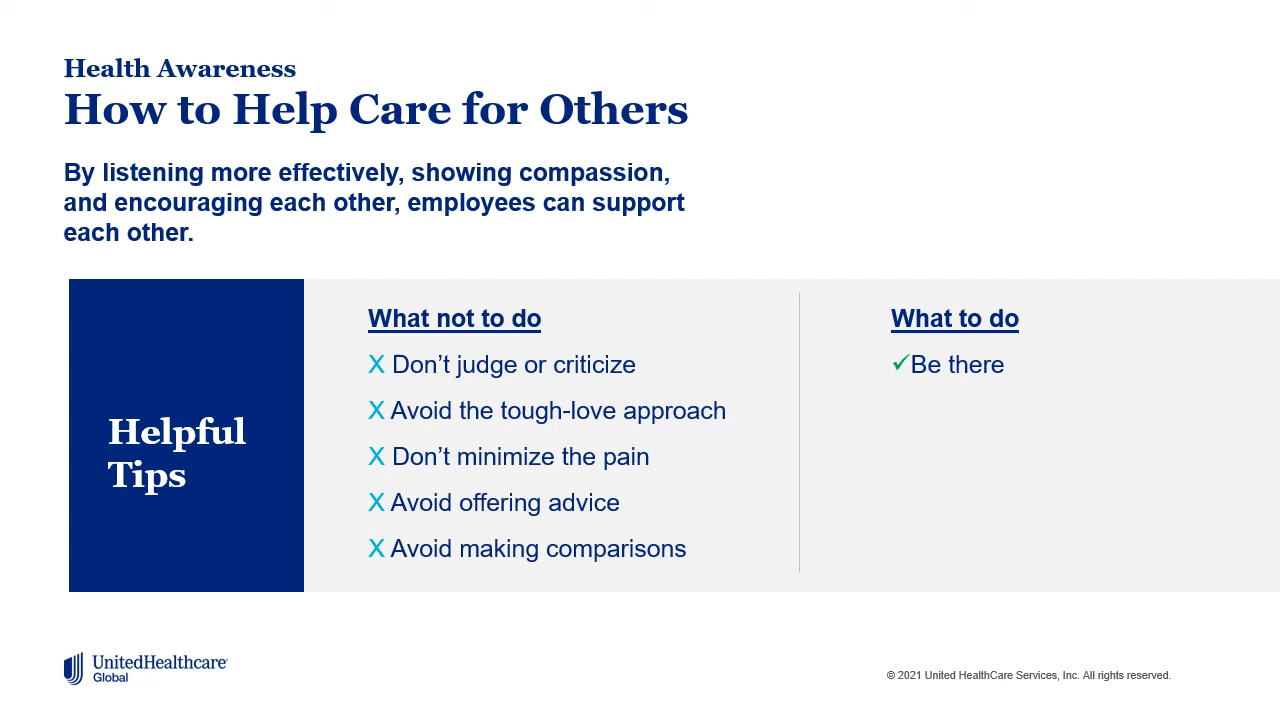 Health Awareness
How to Help Care for Others
By listening more effectively, showing compassion,
and encouraging each other, employees can support
each other.
Helpful
Tips
What not to do
X Don’t judge or criticize
X Avoid the tough-love approach
X Don’t minimize the pain
X Avoid offering advice
X Avoid making comparisons
What to do
✓Be there
UnitedHealthcare
Global
© 2021 United HealthCare Services, Inc. All rights reserved.